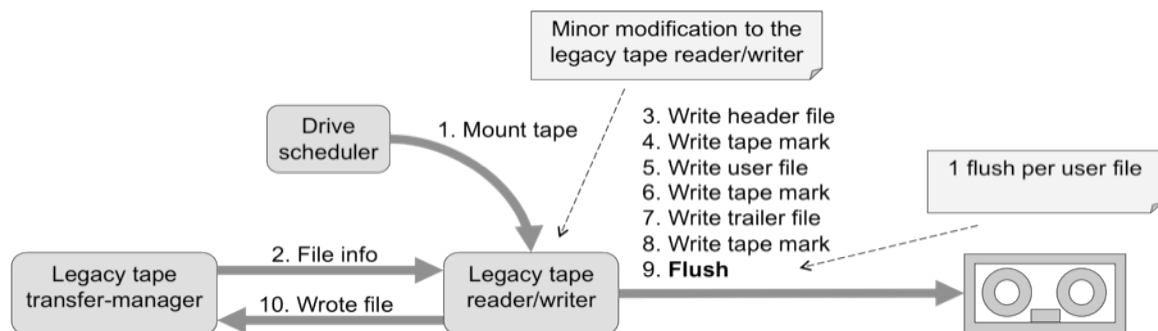 Minor modification to the
legacy tape reader/writer
Drive
scheduler
1. Mount tape
3. Write header file
4. Write tape mark
5. Write user file
6. Write tape mark
7. Write trailer file
8. Write tape mark
9. Flush
1 flush per user file
Legacy tape
transfer-manager
2. File info
10. Wrote file
Legacy tape
reader/writer